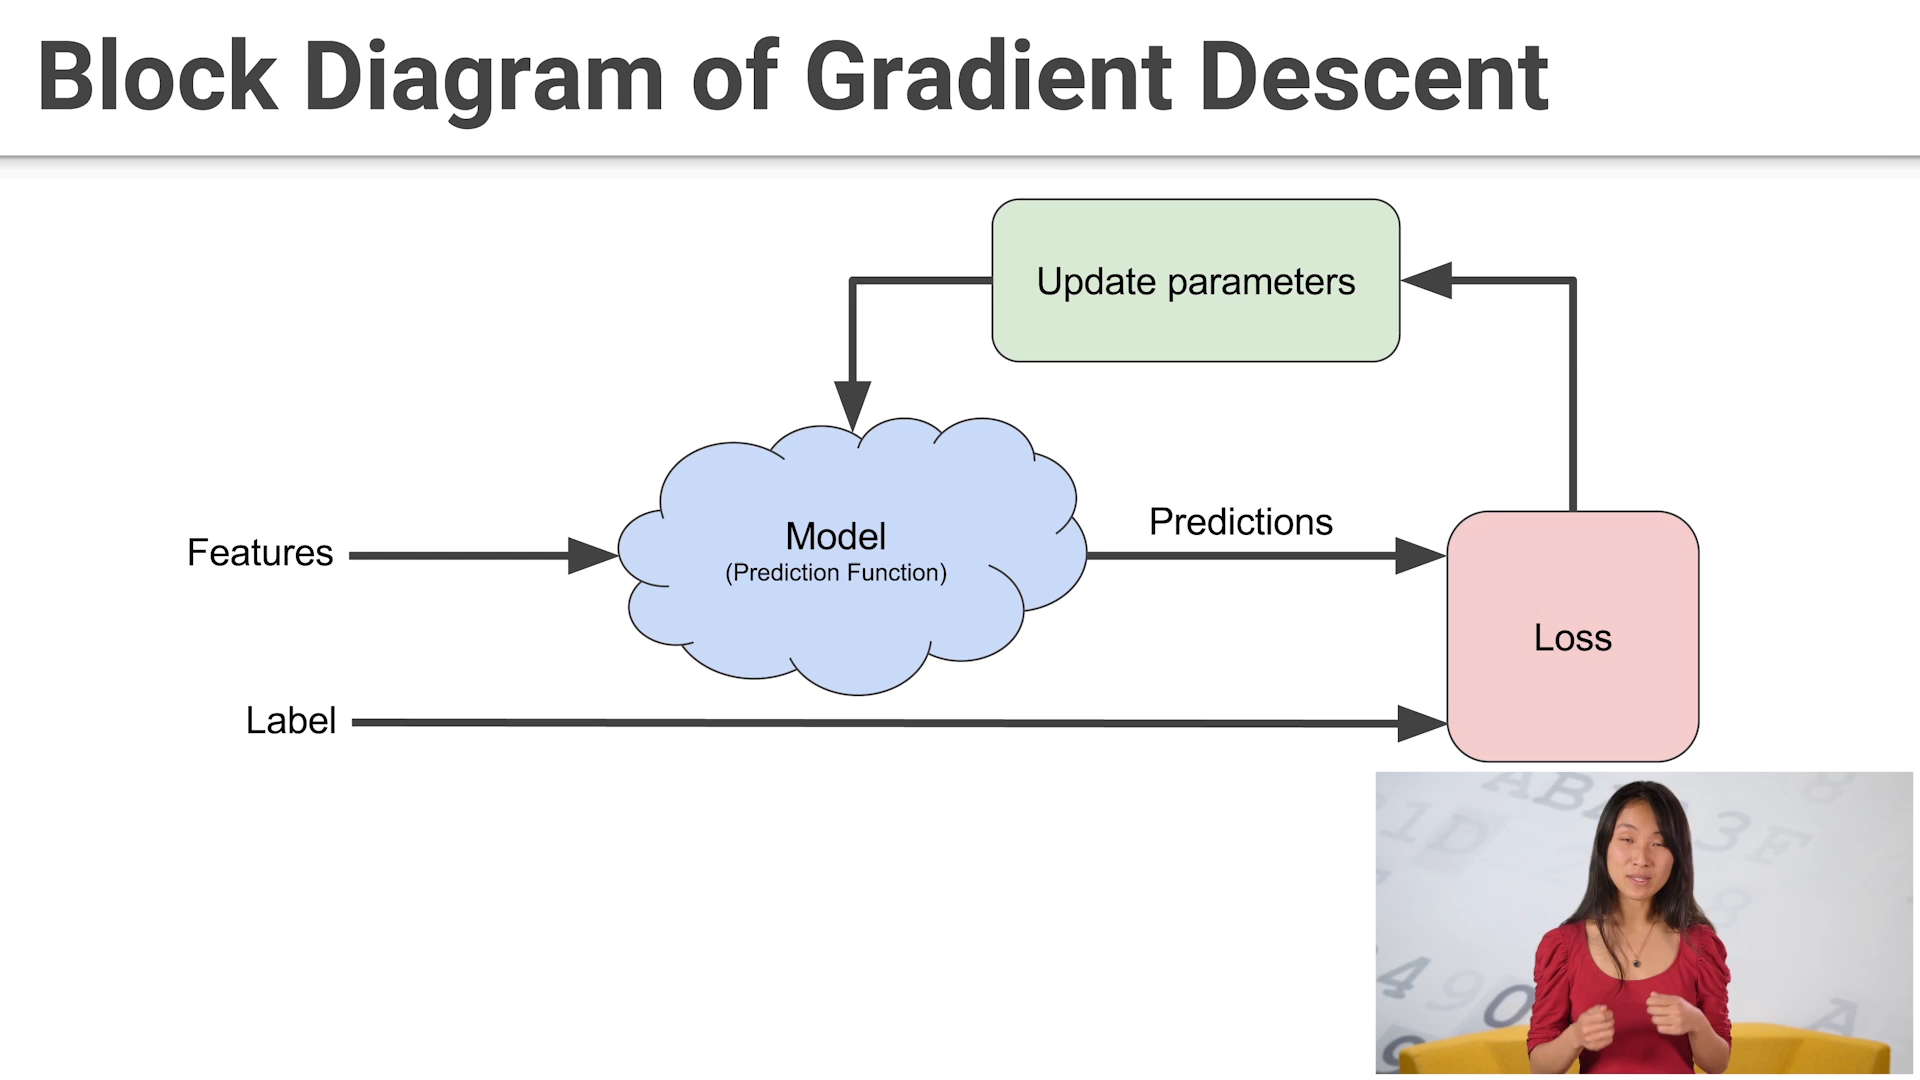 Block Diagram of Gradient Descent
Update parameters
Features
Model
(Prediction Function)
Predictions
Loss
Label